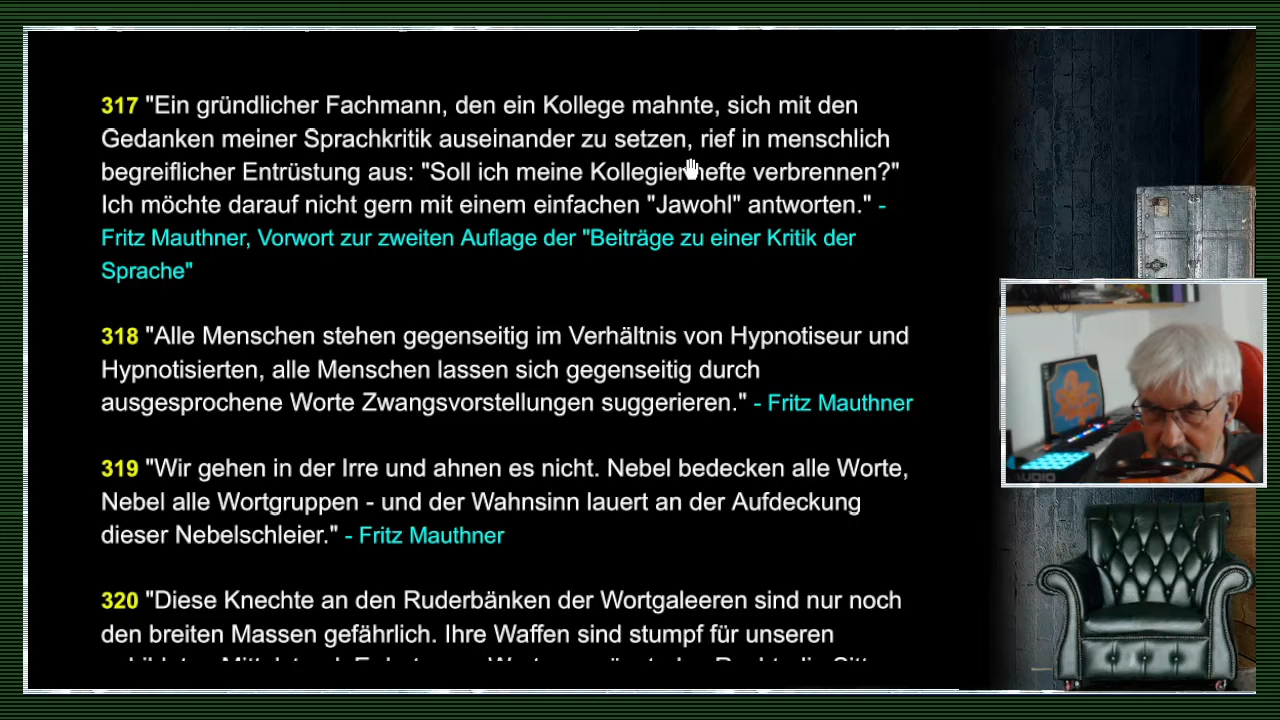 317 "Ein gründlicher Fachmann, den ein Kollege mahnte, sich mit den
Gedanken meiner Sprachkritik auseinander zu setzen, rief in menschlich
begreiflicher Entrüstung aus: "Soll ich meine Kollegienhefte verbrennen?"
Ich möchte darauf nicht gern mit einem einfachen "Jawohl" antworten." -
Fritz Mauthner, Vorwort zur zweiten Auflage der "Beiträge zu einer Kritik der
Sprache"
318 "Alle Menschen stehen gegenseitig im Verhältnis von Hypnotiseur und
Hypnotisierten, alle Menschen lassen sich gegenseitig durch
ausgesprochene Worte Zwangsvorstellungen suggerieren." - Fritz Mauthner
319 "Wir gehen in der Irre und ahnen es nicht. Nebel bedecken alle Worte,
Nebel alle Wortgruppen - und der Wahnsinn lauert an der Aufdeckung
dieser Nebelschleier." - Fritz Mauthner
320 "Diese Knechte an den Ruderbänken der Wortgaleeren sind nur noch
den breiten Massen gefährlich. Ihre Waffen sind stumpf für unseren